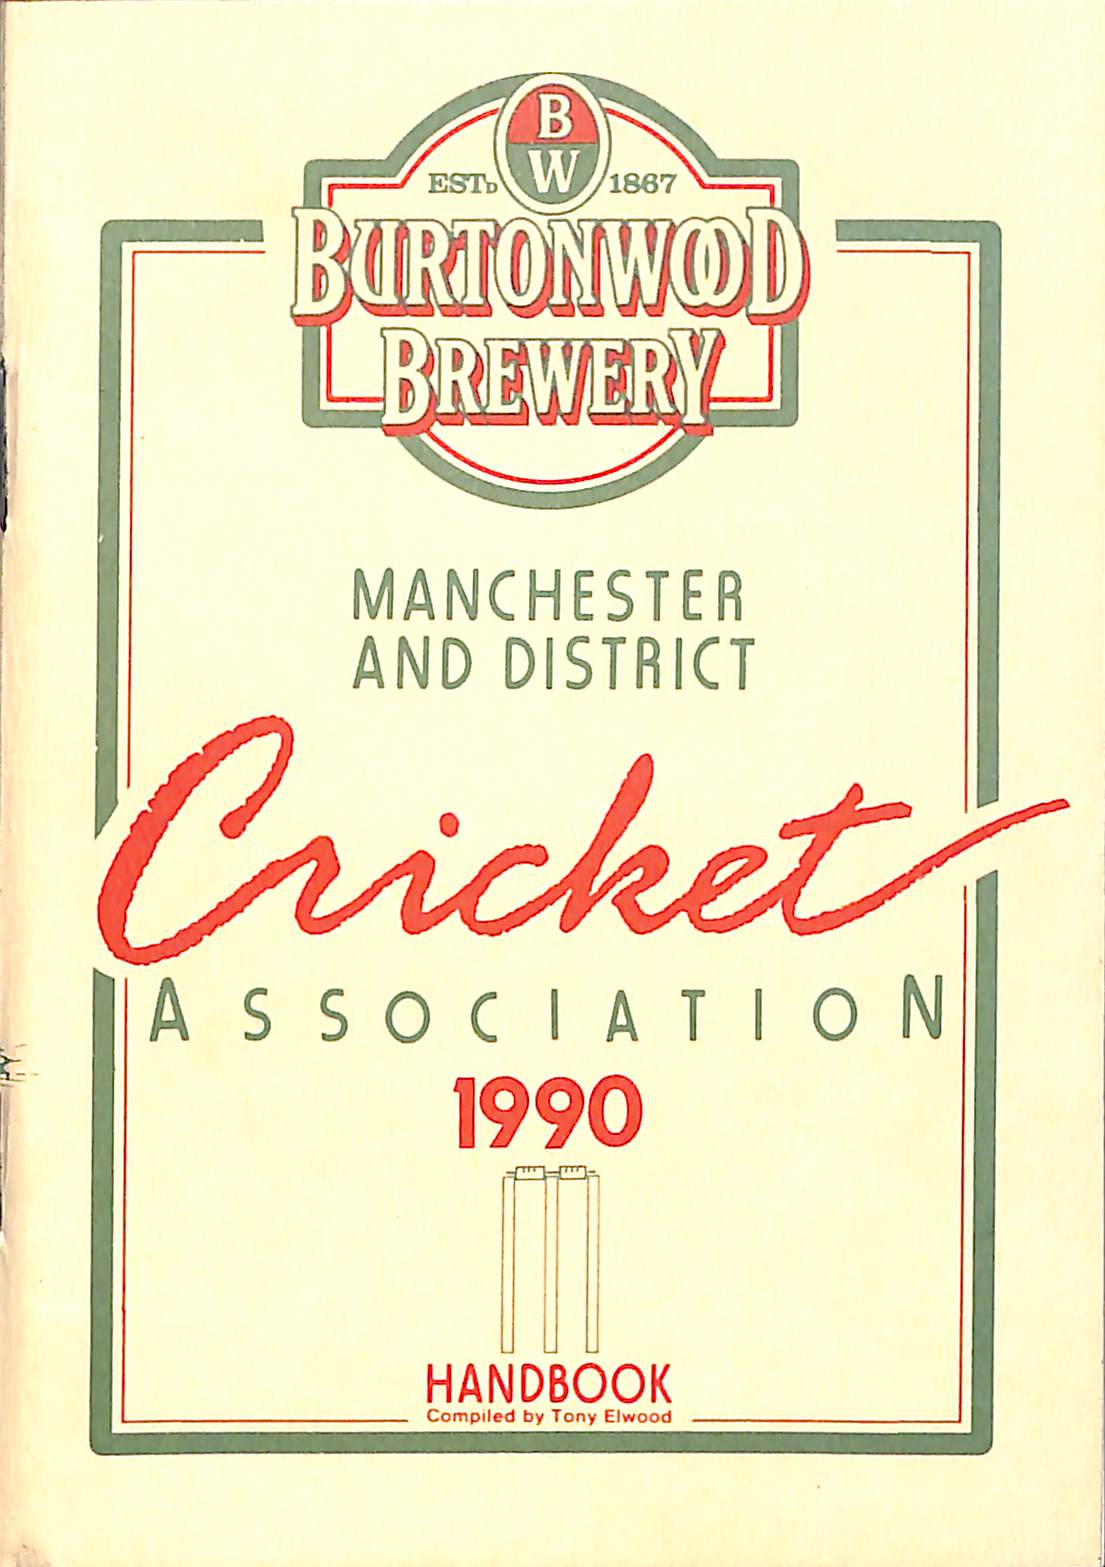 B
W
ESTD 1867
BURTONWOOD
BREWERY
MANCHESTER
AND DISTRICT
Cricket
ASSOCIATION
1990
HANDBOOK
Compiled by Tony Elwood